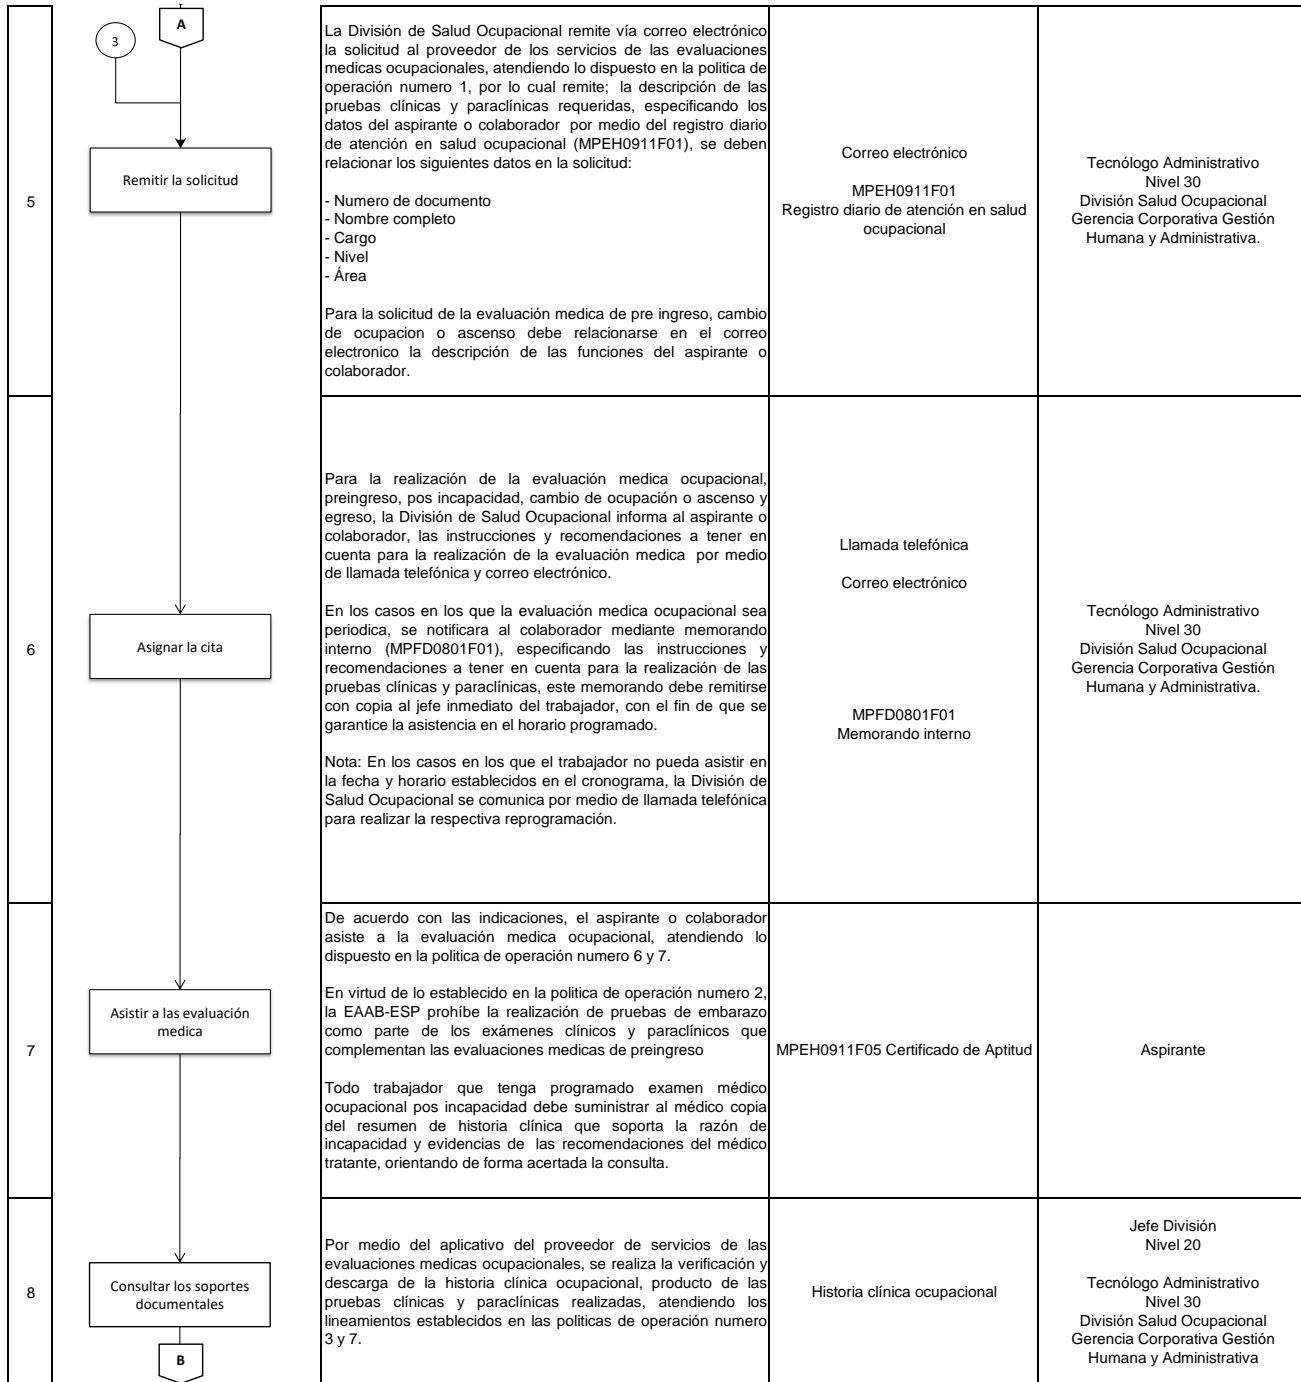 A
3
Remitir la solicitud
5
La División de Salud Ocupacional remite vía correo electrónico
la solicitud al proveedor de los servicios de las evaluaciones
medicas ocupacionales, atendiendo lo dispuesto en la politica de
operación numero 1, por lo cual remite; la descripción de las
pruebas clínicas y paraclínicas requeridas, especificando los
datos del aspirante o colaborador por medio del registro diario
de atención en salud ocupacional (MPEH0911F01), se deben
relacionar los siguientes datos en la solicitud:
- Numero de documento
- Nombre completo
- Cargo
- Nivel
- Área
Para la solicitud de la evaluación medica de pre ingreso, cambio
de ocupacion o ascenso debe relacionarse en el correo
electronico la descripción de las funciones del aspirante o
colaborador.
Correo electrónico
MPEH0911F01
Registro diario de atención en salud
ocupacional
Tecnólogo Administrativo
Nivel 30
División Salud Ocupacional
Gerencia Corporativa Gestión
Humana y Administrativa.
6
Asignar la cita
Para la realización de la evaluación medica ocupacional,
preingreso, pos incapacidad, cambio de ocupación o ascenso y
egreso, la División de Salud Ocupacional informa al aspirante o
colaborador, las instrucciones y recomendaciones a tener en
cuenta para la realización de la evaluación medica por medio
de llamada telefónica y correo electrónico.
En los casos en los que la evaluación medica ocupacional sea
periodica, se notificara al colaborador mediante memorando
interno (MPFD0801F01), especificando las instrucciones y
recomendaciones a tener en cuenta para la realización de las
pruebas clínicas y paraclínicas, este memorando debe remitirse
con copia al jefe inmediato del trabajador, con el fin de que se
garantice la asistencia en el horario programado.
Nota: En los casos en los que el trabajador no pueda asistir en
la fecha y horario establecidos en el cronograma, la División de
Salud Ocupacional se comunica por medio de llamada telefónica
para realizar la respectiva reprogramación.
Llamada telefónica
Correo electrónico
MPFD0801F01
Memorando interno
Tecnólogo Administrativo
Nivel 30
División Salud Ocupacional
Gerencia Corporativa Gestión
Humana y Administrativa.
7
Asistir a las evaluación
medica
De acuerdo con las indicaciones, el aspirante o colaborador
asiste a la evaluación medica ocupacional, atendiendo lo
dispuesto en la politica de operación numero 6 y 7.
En virtud de lo establecido en la politica de operación numero 2,
la EAAB-ESP prohíbe la realización de pruebas de embarazo
como parte de los exámenes clínicos y paraclínicos que
complementan las evaluaciones medicas de preingreso
Todo trabajador que tenga programado examen médico
ocupacional pos incapacidad debe suministrar al médico copia
del resumen de historia clínica que soporta la razón de
incapacidad y evidencias de las recomendaciones del médico
tratante, orientando de forma acertada la consulta.
MPEH0911F05 Certificado de Aptitud
Aspirante
8
Consultar los soportes
documentales
B
Por medio del aplicativo del proveedor de servicios de las
evaluaciones medicas ocupacionales, se realiza la verificación y
descarga de la historia clínica ocupacional, producto de las
pruebas clínicas y paraclínicas realizadas, atendiendo los
lineamientos establecidos en las politicas de operación numero
3 y 7.
Historia clínica ocupacional
Jefe División
Nivel 20
Tecnólogo Administrativo
Nivel 30
División Salud Ocupacional
Gerencia Corporativa Gestión
Humana y Administrativa